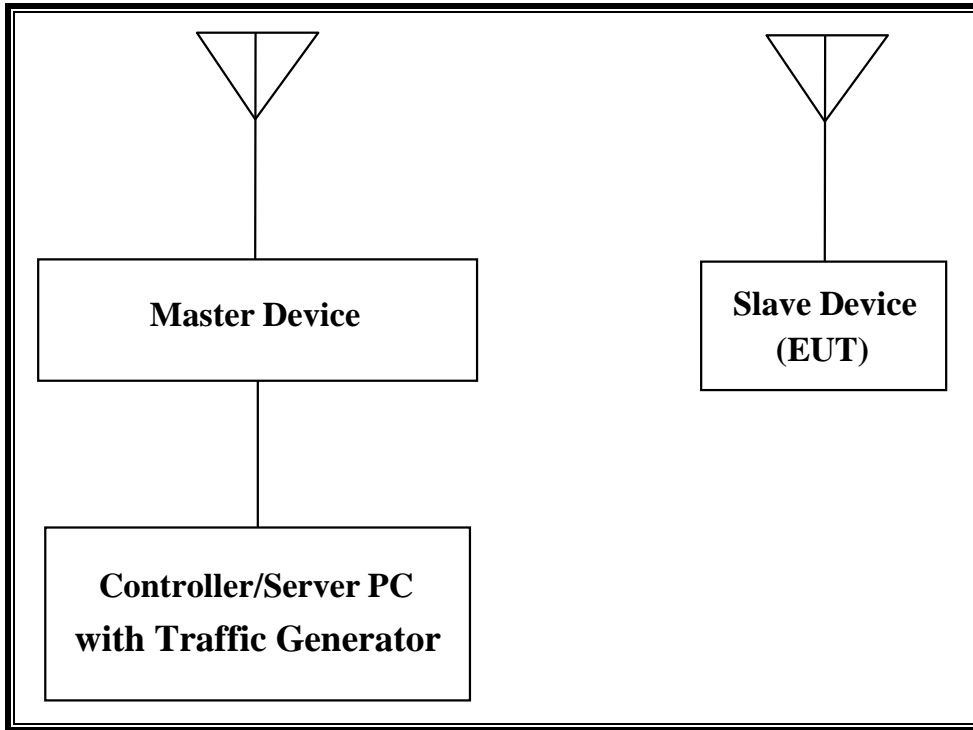 Master Device
Slave Device
(EUT)
Controller/Server PC
with Traffic Generator